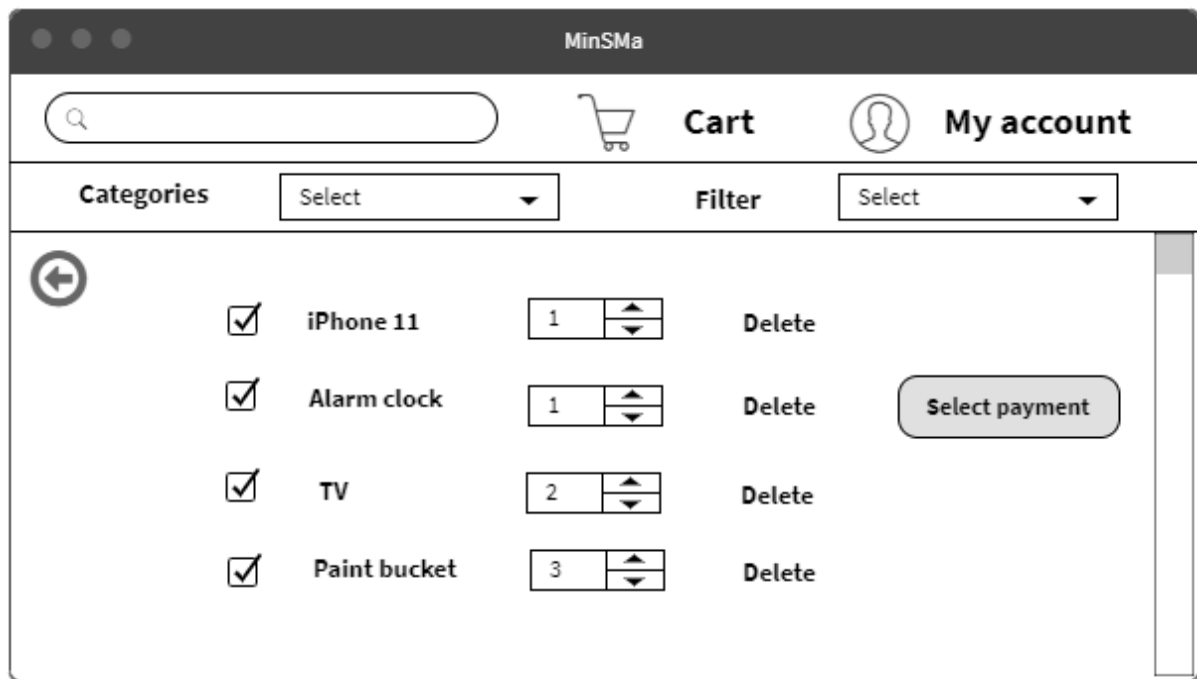 MinSMa
Cart
My account
Categories
Select
Filter
Select
iPhone 11
1
Delete
Alarm clock
1
Delete
Select payment
TV
2
Delete
Paint bucket
3
Delete